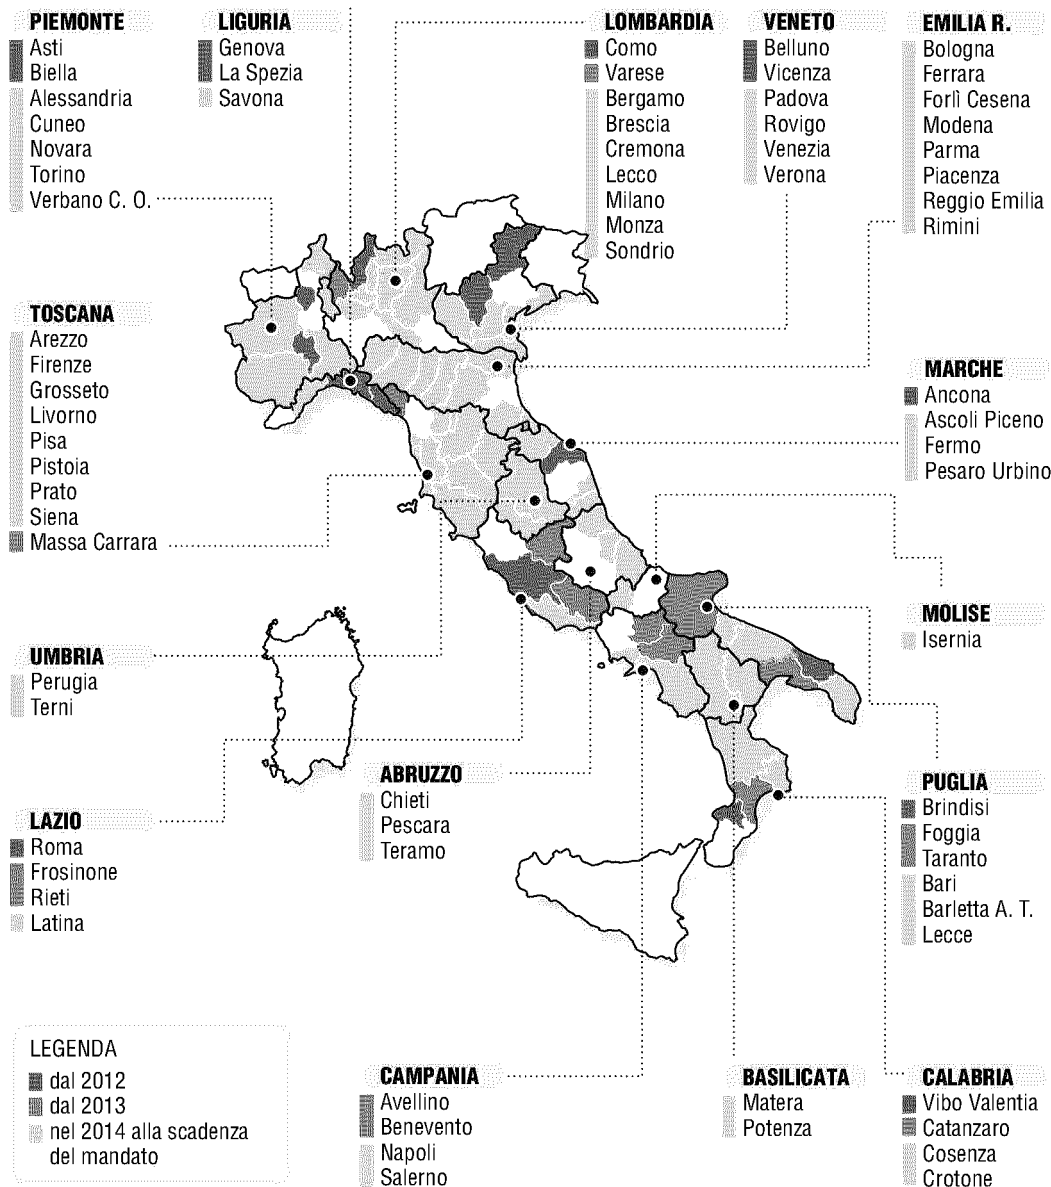 PIEMONTE
Asti
Biella
Alessandria
Cuneo
Novara
Torino
Verbano C. O.
LIGURIA
Genova
La Spezia
Savona
LOMBARDIA
Como
Varese
Bergamo
Brescia
Cremona
Lecco
Milano
Monza
Sondrio
VENETO
Belluno
Vicenza
Padova
Rovigo
Venezia
Verona
EMILIA R.
Bologna
Ferrara
Forlì Cesena
Modena
Parma
Piacenza
Reggio Emilia
Rimini
TOSCANA
Arezzo
Firenze
Grosseto
Livorno
Pisa
Pistoia
Prato
Siena
Massa Carrara
MARCHE
Ancona
Ascoli Piceno
Fermo
Pesaro Urbino
MOLISE
Isernia
UMBRIA
Perugia
Terni
LAZIO
Roma
Frosinone
Rieti
Latina
ABRUZZO
Chieti
Pescara
Teramo
PUGLIA
Brindisi
Foggia
Taranto
Bari
Barletta A. T.
Lecce
LEGENDA
dal 2012
dal 2013
nel 2014 alla scadenza
del mandato
CAMPANIA
Avellino
Benevento
Napoli
Salerno
BASILICATA
Matera
Potenza
CALABRIA
Vibo Valentia
Catanzaro
Cosenza
Crotone